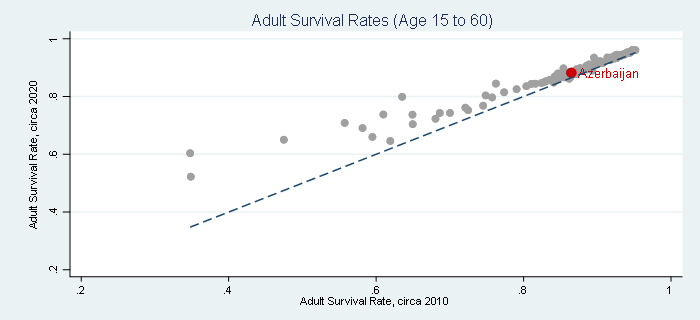 Adult Survival Rates (Age 15 to 60)
Adult Survival Rate, circa 2020
1
.8
.6
.4
.2
Azerbaijan
.2 .4 .6 .8 1
Adult Survival Rate, circa 2010